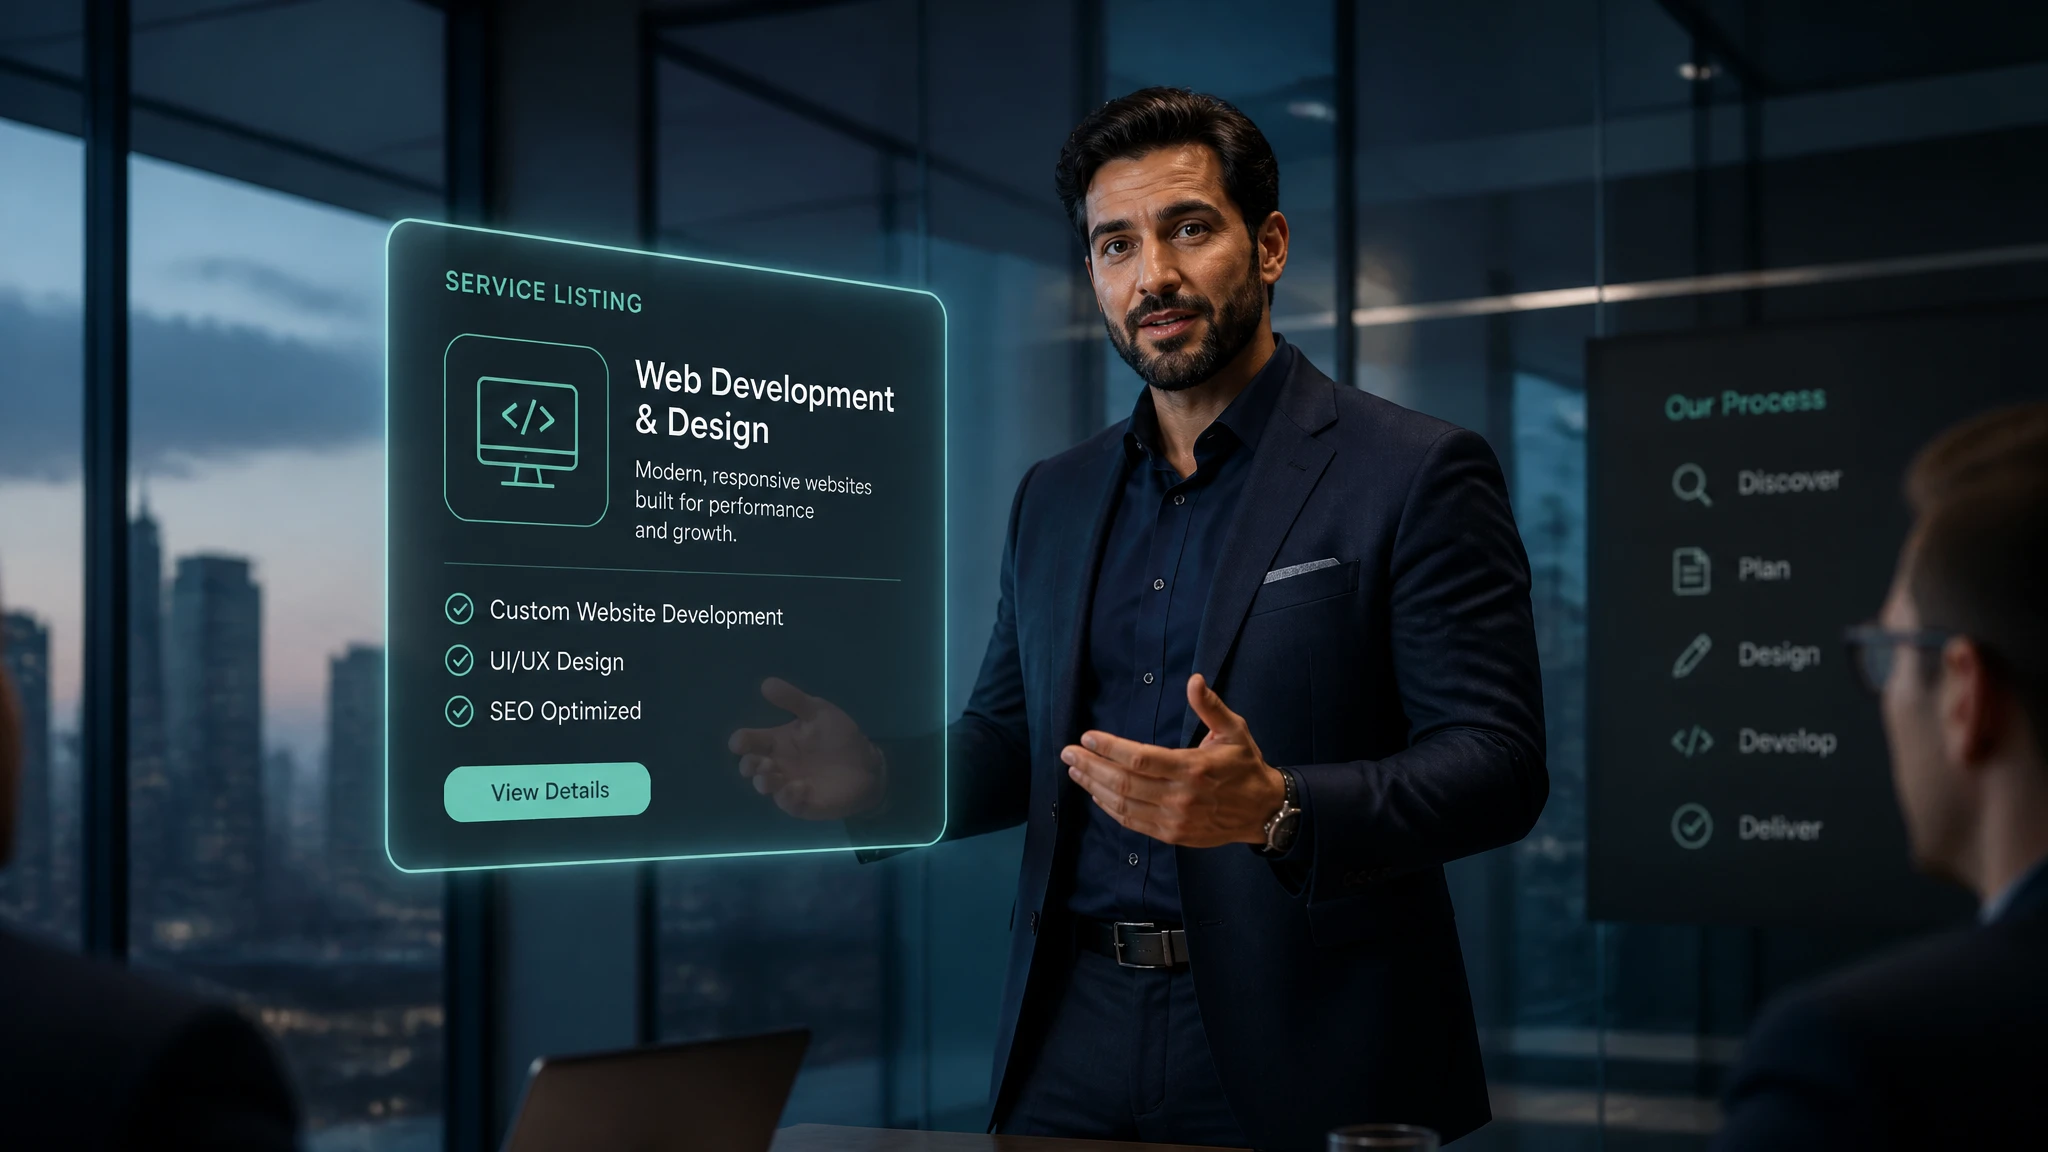 SERVICE LISTING
Web Development
& Design
Modern, responsive websites
built for performance
and growth.
Custom Website Development
UI/UX Design
SEO Optimized
View Details
Our Process
Discover
Plan
Design
Develop
Deliver